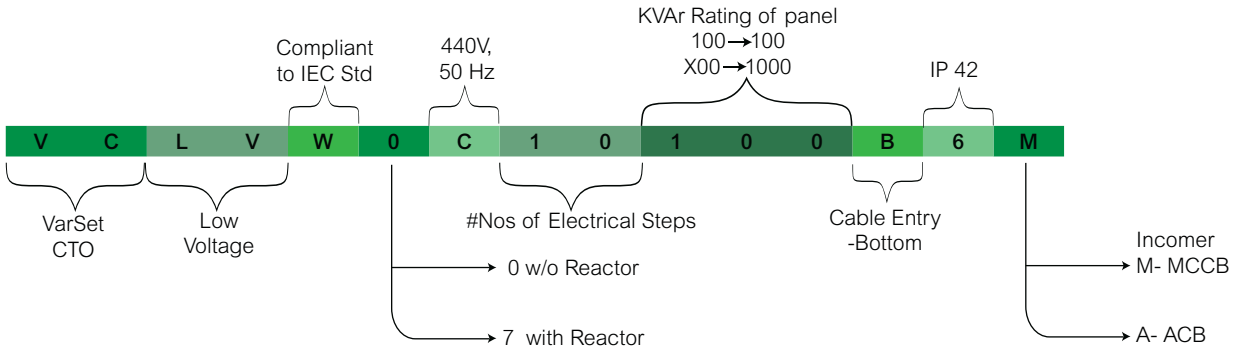 KVAr Rating of panel
100→100
X00→1000
Compliant
to IEC Std
440V,
50 Hz
IP 42
V C L V W 0 C 1 0 1 0 0 B 6 M
VarSet
CTO
Low
Voltage
#Nos of Electrical Steps
Cable Entry
-Bottom
0 w/o Reactor
7 with Reactor
Incomer
M- MCCB
A- ACB